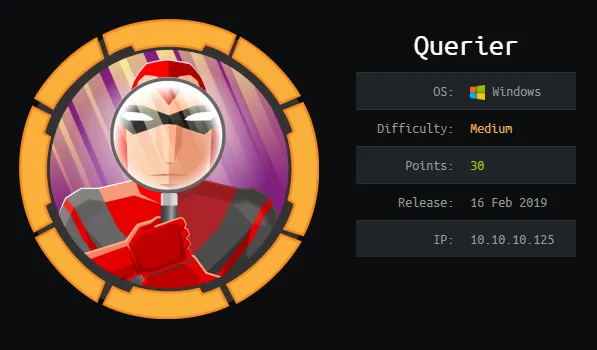 Querier
OS: Windows
Difficulty: Medium
Points: 30
Release: 16 Feb 2019
IP: 10.10.10.125